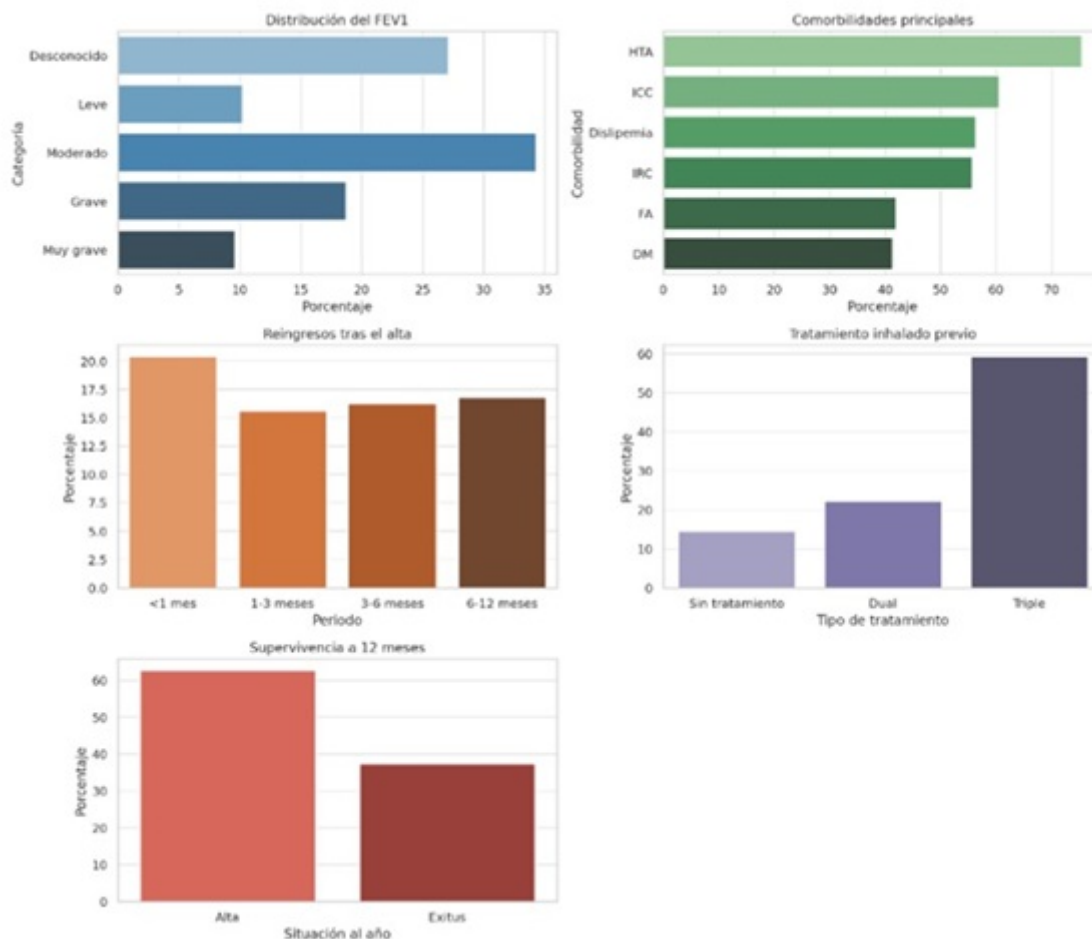 Distribución del FEV1
Categoría
Desconocido
Leve
Moderado
Grave
Muy grave
0 5 10 15 20 25 30 35
Porcentaje
Comorbilidades principales
Comorbilidad
HTA
ICC
Dislipemia
IRC
FA
DM
0 10 20 30 40 50 60 70
Porcentaje
Reingresos tras el alta
Porcentaje
20.0
17.5
15.0
12.5
10.0
7.5
5.0
2.5
0.0
<1 mes 1-3 meses 3-6 meses 6-12 meses
Periodo
Tratamiento inhalado previo
Porcentaje
60
50
40
30
20
10
0
Sin tratamiento Dual Triple
Tipo de tratamiento
Supervivencia a 12 meses
Porcentaje
60
50
40
30
20
10
0
Alta Exitus
Situación al año